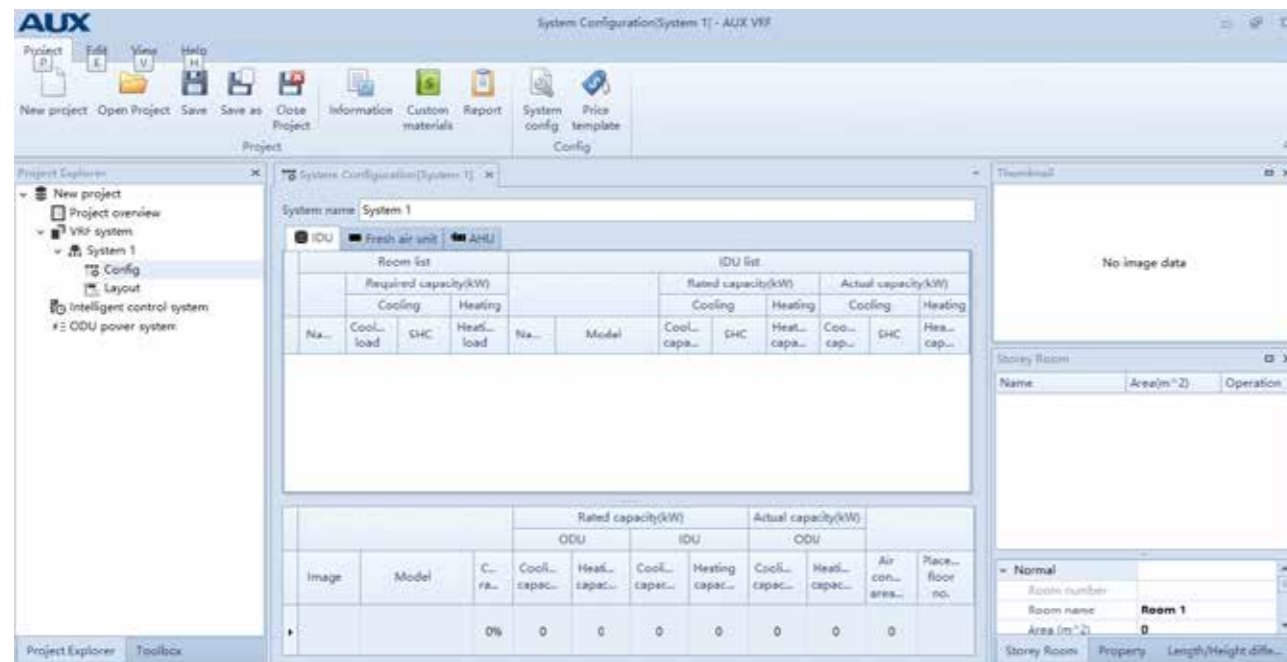 AUX
System Configuration[System 1] - AUX VRF
Project Edit View Help
P E V H
New project Open Project Save Save as Close Project Information Custom materials Report System config Price template
Project Config
Project Explorer
New project
Project overview
VRF system
System 1
Config
Layout
Intelligent control system
ODU power system
Project Explorer Toolbox
System Configuration[System 1]
System name System 1
IDU Fresh air unit AHU
Room list IDU list
Required capacity(kW) Rated capacity(kW) Actual capacity(kW)
Cooling Heating Cooling Heating Cooling Heating
Na... Cool... load SHC Heati... load Na... Model Cool... capa... SHC Heat... capa... Coo... cap... SHC Hea... cap...
Rated capacity(kW) Actual capacity(kW)
ODU IDU ODU
Image Model C... ra... Cooli... capac... Heati... capac... Cooli... capac... Heating capac... Cooli... capac... Heati... capac... Air con... area... Place... floor no.
0% 0 0 0 0 0 0 0
Thumbnail
No image data
Storey Room
Name Area(m^2) Operation
Normal
Room number
Room name Room 1
Area (m^2) 0
Storey Room Property Length/Height diffe...